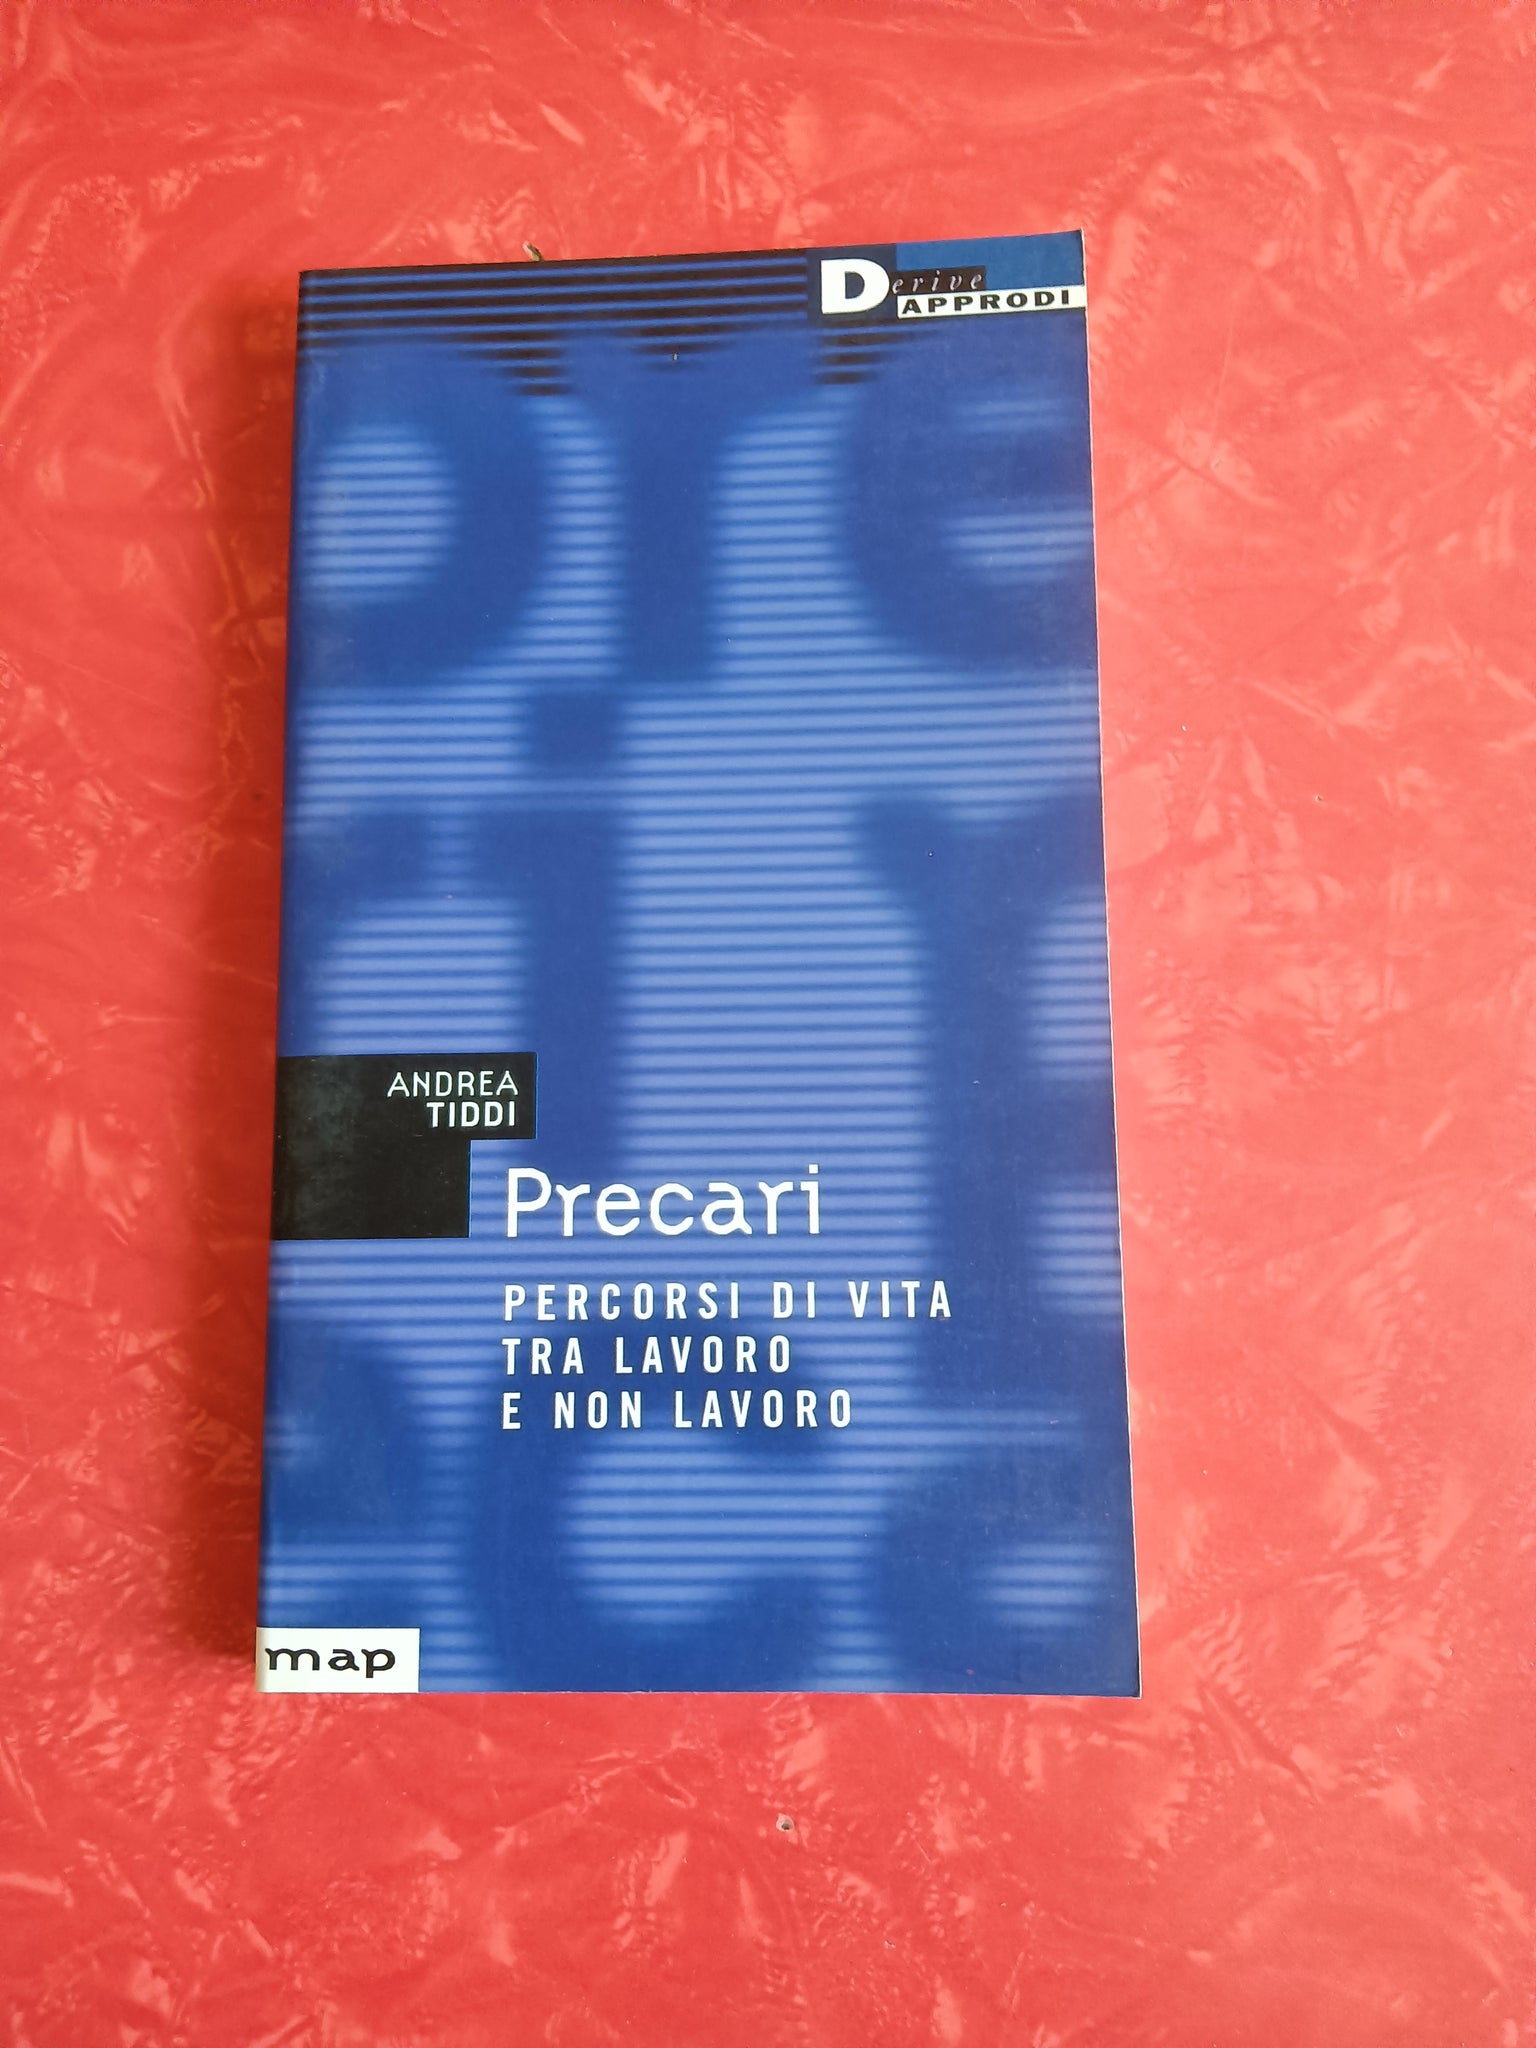 Derive
APPRODI
ANDREA
TIDDI
Precari
PERCORSI DI VITA
TRA LAVORO
E NON LAVORO
map